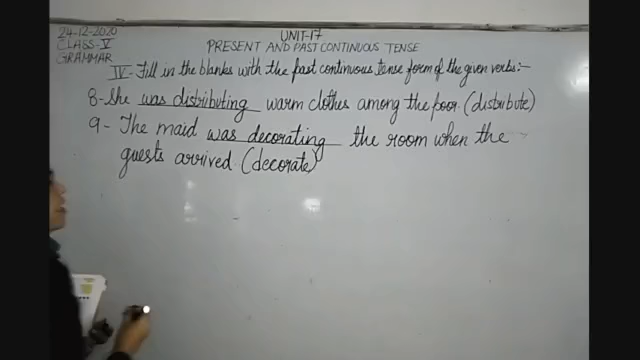 24-12-2020
CLASS-V
GRAMMAR
UNIT-17
PRESENT AND PAST CONTINUOUS TENSE
IV- Fill in the blanks with the past continuous tense form of the given verbs:-
8- She was distributing warm clothes among the poor. (distribute)
9- The maid was decorating the room when the
guests arrived (decorate)